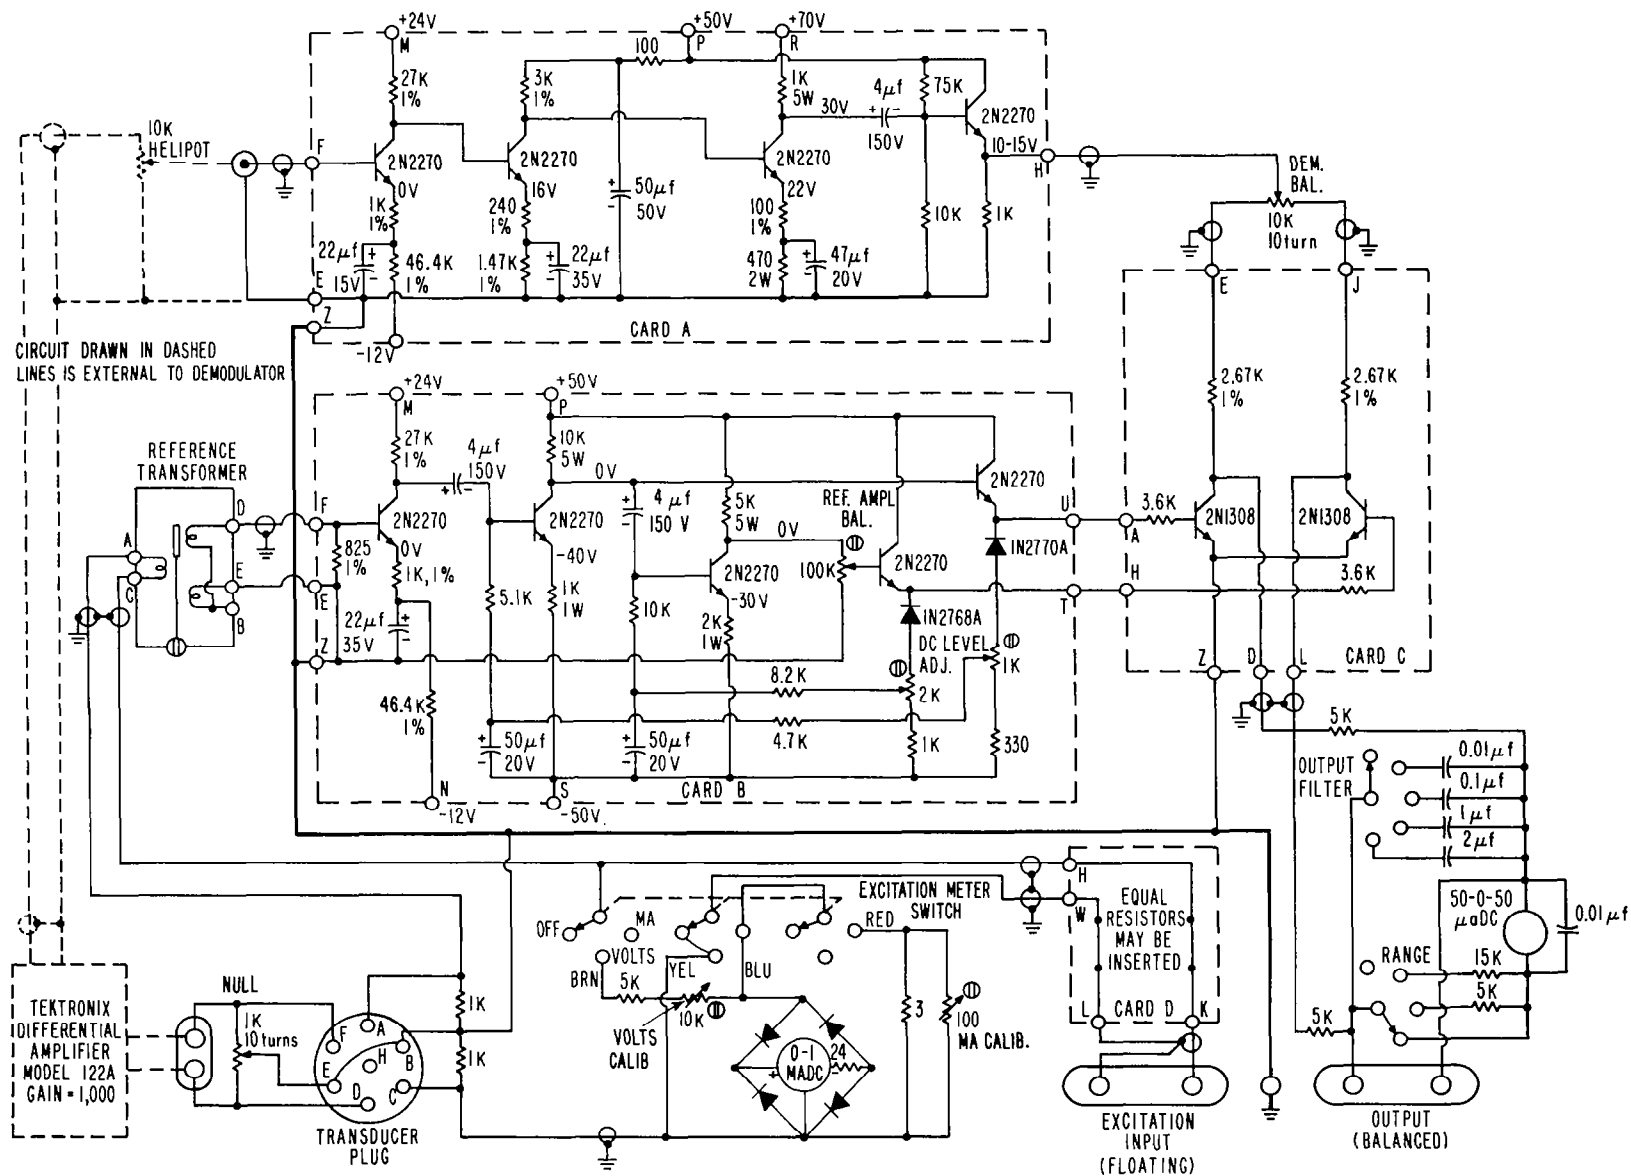 +24V
M
27K
1%
10K
HELIPOT
F
2N2270
0V
1K
1%
22µf
15V
46.4K
1%
E
Z
-12V
3K
1%
2N2270
16V
240
1%
1.47K
1%
22µf
35V
100
50µf
50V
+50V
P
+70V
R
1K
5W
30V
4µf
150V
2N2270
22V
100
1%
470
2W
47µf
20V
75K
2N2270
10-15V
H
10K
1K
CARD A
DEM.
BAL.
10K
10turn
CIRCUIT DRAWN IN DASHED
LINES IS EXTERNAL TO DEMODULATOR
REFERENCE
TRANSFORMER
A
C
D
E
B
+24V
M
27K
1%
4µf
150V
F
2N2270
825
1%
0V
1K, 1%
E
22µf
35V
Z
46.4K
1%
N
-12V
+50V
P
10K
5W
0V
2N2270
-40V
5.1K
1K
1W
4µf
150 V
10K
5K
5W
0V
2N2270
-30V
2K
1W
REF. AMPL
BAL.
100K
2N2270
2N2270
U
1N2770A
T
1N2768A
DC LEVEL
ADJ.
1K
2K
8.2K
4.7K
1K
330
50µf
20V
50µf
20V
S
-50V.
CARD B
E
J
2.67K
1%
2.67K
1%
3.6K
A
2N1308
2N1308
H
3.6K
Z
D
L
CARD C
5K
OUTPUT
FILTER
0.01µf
0.1µf
1µf
2µf
50-0-50
µaDC
0.01µf
RANGE
15K
5K
5K
OUTPUT
(BALANCED)
H
W
EQUAL
RESISTORS
MAY BE
INSERTED
L
CARD D
K
EXCITATION
INPUT
(FLOATING)
EXCITATION METER
SWITCH
OFF
MA
VOLTS
BRN
YEL
BLU
RED
5K
VOLTS
CALIB
10K
0-1
MADC
+
-
24
3
100
MA CALIB.
TEKTRONIX
DIFFERENTIAL
AMPLIFIER
MODEL 122A
GAIN = 1,000
NULL
1K
10 turns
F
A
H
B
E
D
C
1K
1K
TRANSDUCER
PLUG